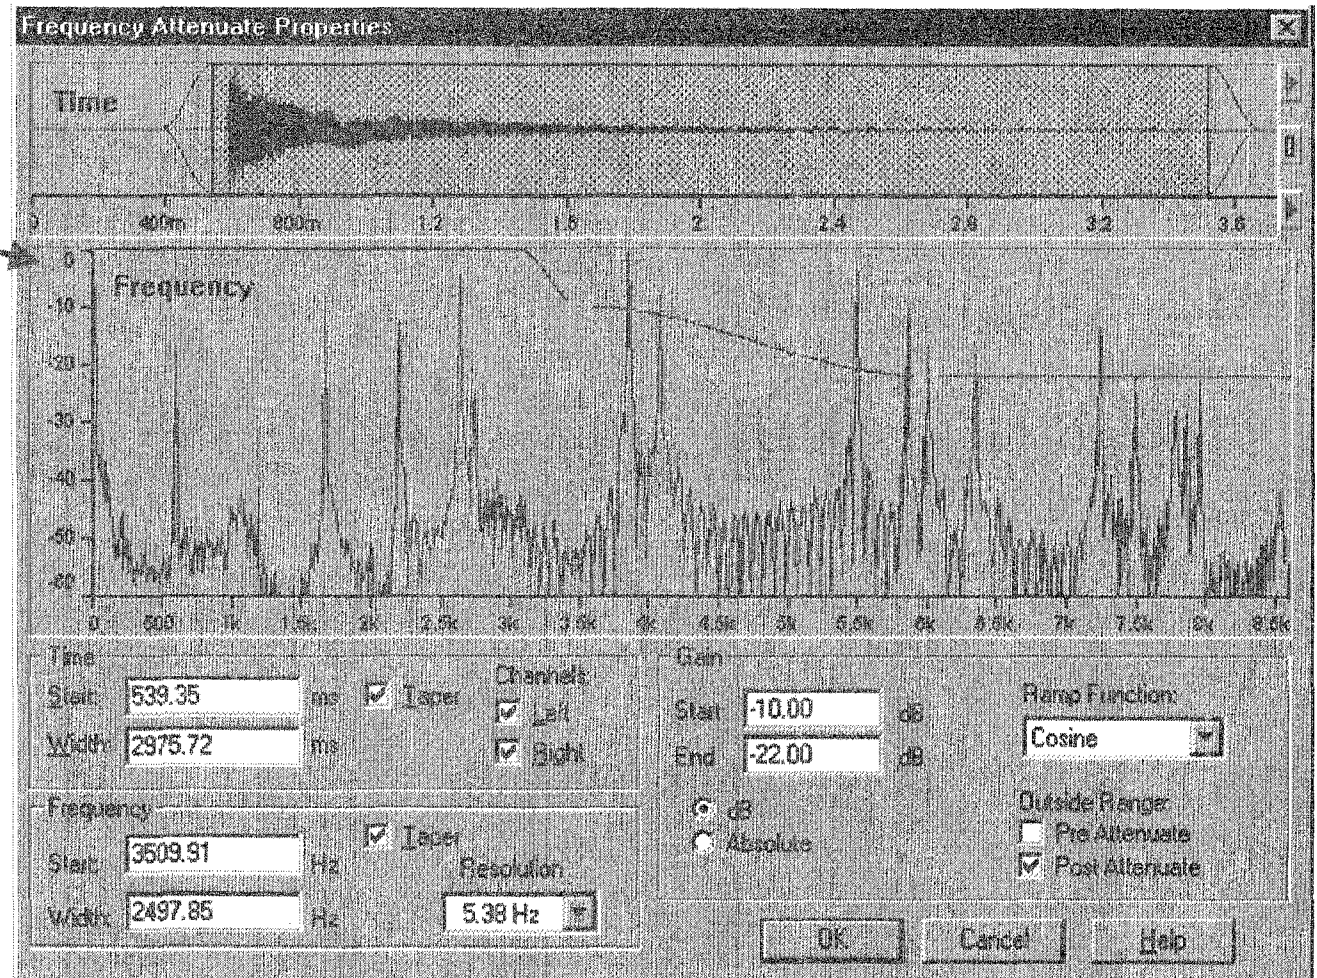 Frequency Attenuate Properties
Time
0 400m 800m 1.2 1.6 2 2.4 2.8 3.2 3.6
Frequency
0
-10
-20
-30
-40
-50
-60
0 500 1k 1.5k 2k 2.5k 3k 3.5k 4k 4.5k 5k 5.5k 6k 6.5k 7k 7.5k 8k 8.5k
Time
Start: 539.35 ms Taper
Width: 2975.72 ms
Channels:
Left
Right
Frequency
Start: 3509.91 Hz Taper
Width: 2497.85 Hz
Resolution
5.38 Hz
Gain
Start -10.00 dB
End -22.00 dB
dB
Absolute
Ramp Function:
Cosine
Outside Range:
Pre Attenuate
Post Attenuate
OK Cancel Help